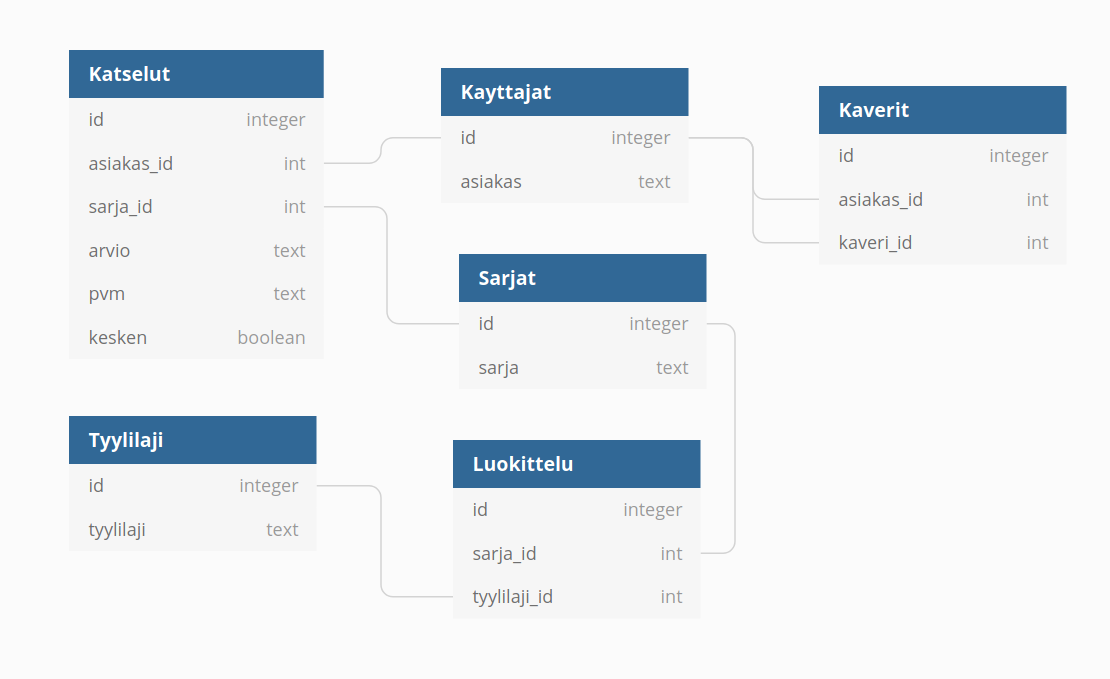 Katselut
id integer
asiakas_id int
sarja_id int
arvio text
pvm text
kesken boolean
Kayttajat
id integer
asiakas text
Kaverit
id integer
asiakas_id int
kaveri_id int
Sarjat
id integer
sarja text
Tyylilaji
id integer
tyylilaji text
Luokittelu
id integer
sarja_id int
tyylilaji_id int